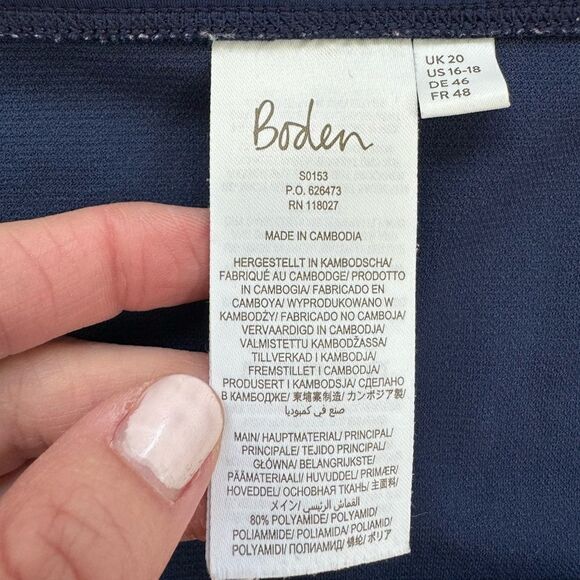 Boden
S0153
P.O. 626473
RN 118027
MADE IN CAMBODIA
HERGESTELLT IN KAMBODSCHA/
FABRIQUÉ AU CAMBODGE/ PRODOTTO
IN CAMBOGIA/ FABRICADO EN
CAMBOYA/ WYPRODUKOWANO W
KAMBODŻY/ FABRICADO NO CAMBOJA/
VERVAARDIGD IN CAMBODJA/
VALMISTETTU KAMBODŽASSA/
TILLVERKAD I KAMBODJA/
FREMSTILLET I CAMBODJA/
PRODUSERT I KAMBODSJA/ СДЕЛАНО
В КАМБОДЖЕ/ 柬埔寨制造/ カンボジア製/
صنع في كمبوديا
MAIN/ HAUPTMATERIAL/ PRINCIPAL/
PRINCIPALE/ TEJIDO PRINCIPAL/
GŁÓWNA/ BELANGRIJKSTE/
PÄÄMATERIAALI/ HUVUDDEL/ PRIMÆR/
HOVEDDEL/ ОСНОВНАЯ ТКАНЬ/ 主面料/
メイン/ القماش الرئيسي/
80% POLYAMIDE/ POLYAMID/
POLIAMMIDE/ POLIAMIDA/ POLIAMID/
POLYAMIDI/ ПОЛИАМИД/ 锦纶/ ポリア
UK 20
US 16-18
DE 46
FR 48